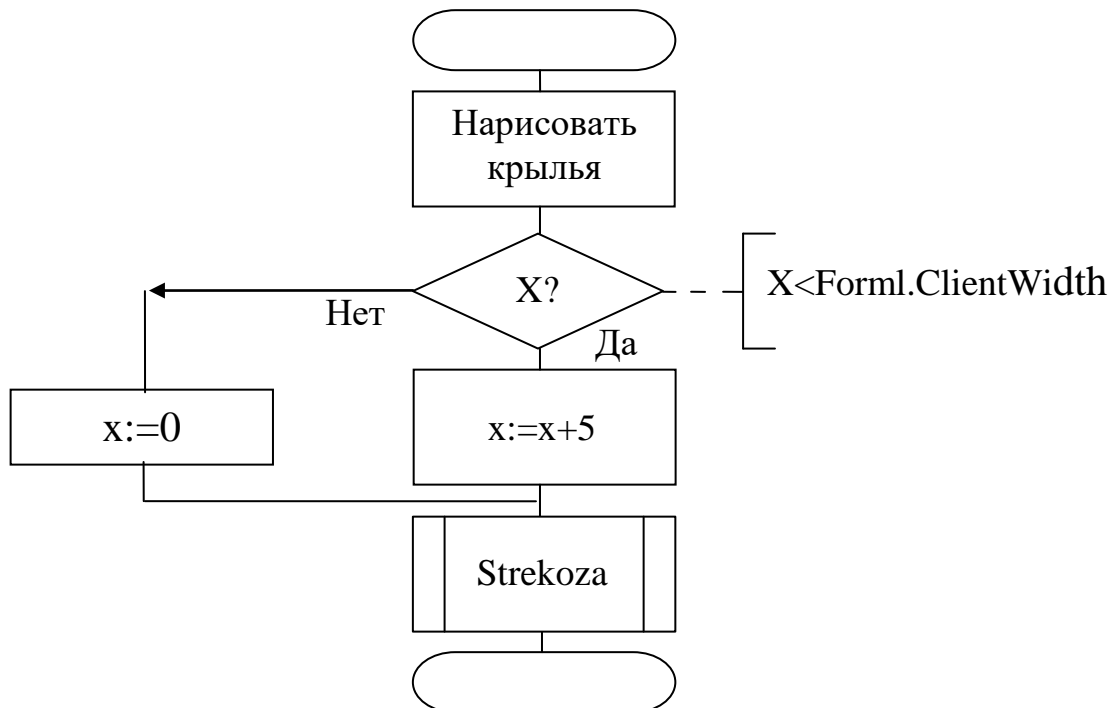 Нарисовать
крылья
X?
X<Forml.ClientWidth
Нет
Да
x:=0
x:=x+5
Strekoza